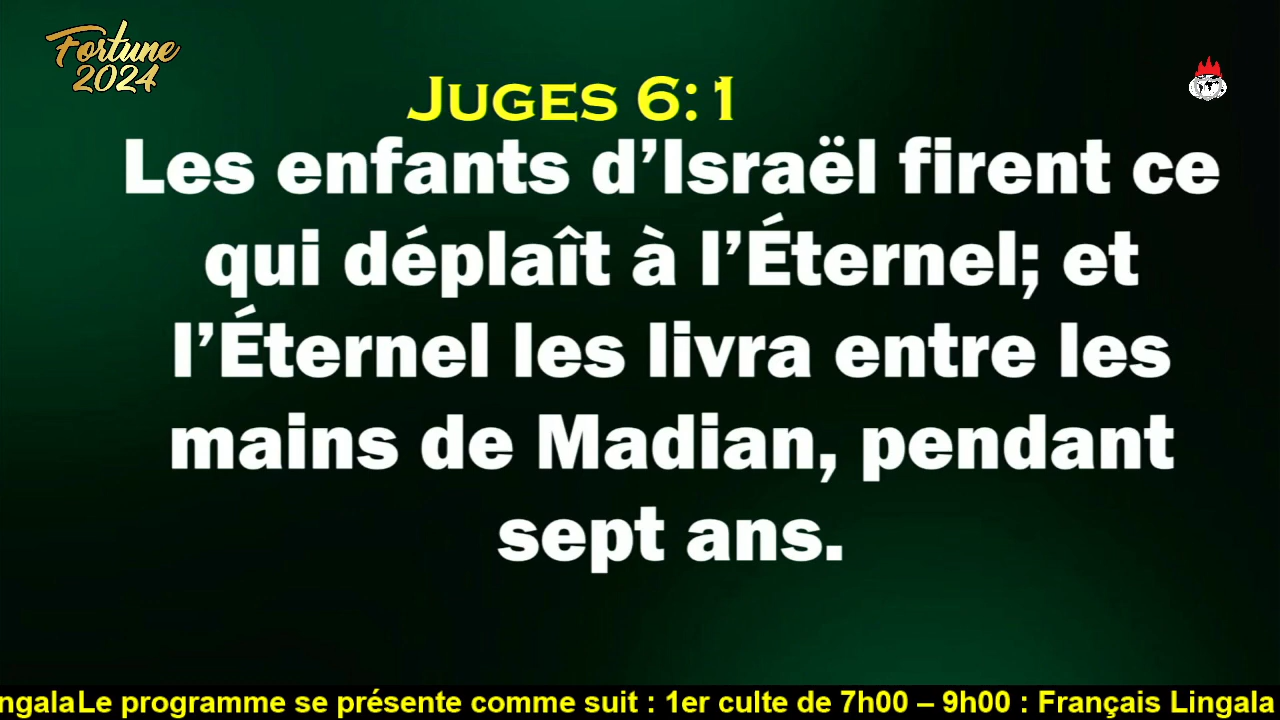 Fortune
2024
Juges 6:1
Les enfants d’Israël firent ce
qui déplaît à l’Éternel; et
l’Éternel les livra entre les
mains de Madian, pendant
sept ans.
ngalaLe programme se présente comme suit : 1er culte de 7h00 – 9h00 : Français Lingala